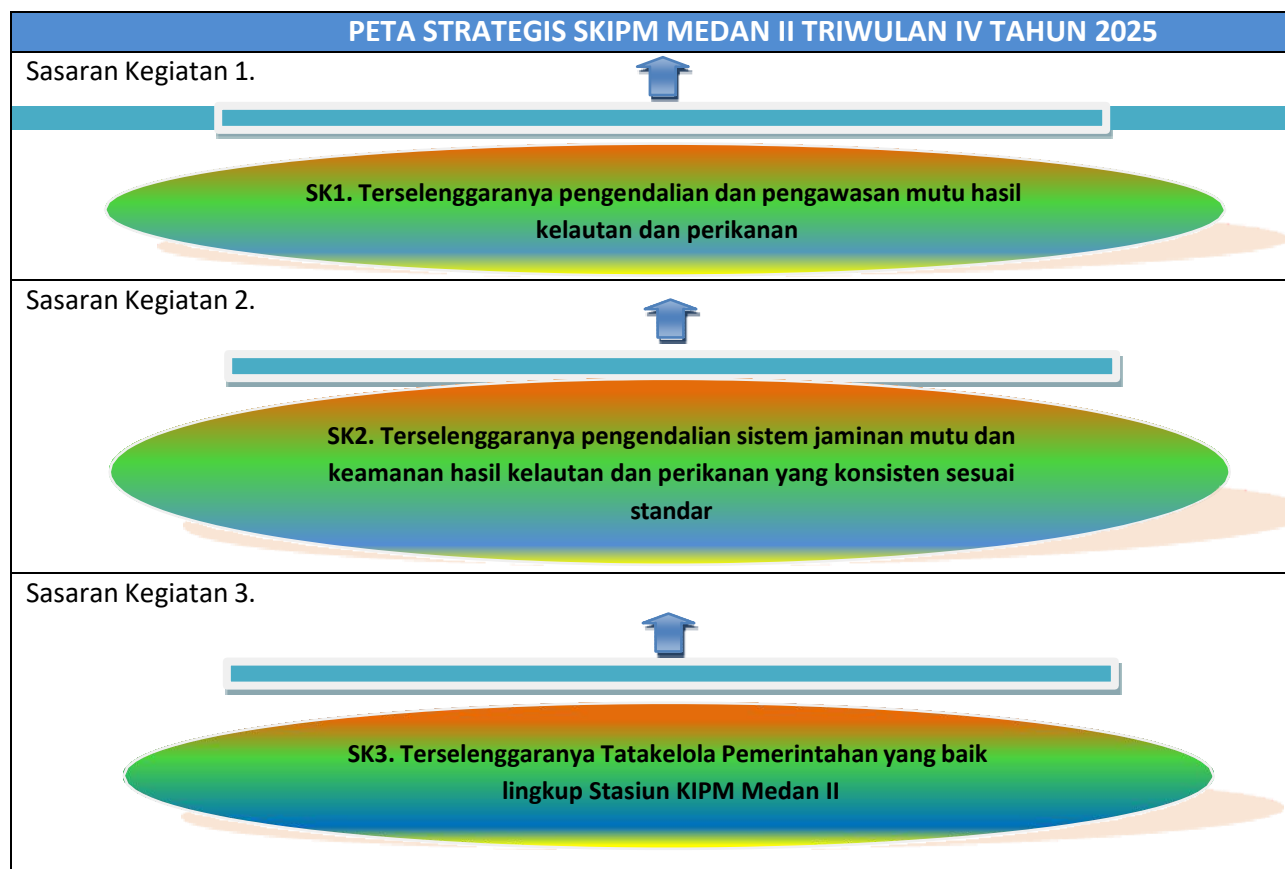 PETA STRATEGIS SKIPM MEDAN II TRIWULAN IV TAHUN 2025
Sasaran Kegiatan 1.
SK1. Terselenggaranya pengendalian dan pengawasan mutu hasil
kelautan dan perikanan
Sasaran Kegiatan 2.
SK2. Terselenggaranya pengendalian sistem jaminan mutu dan
keamanan hasil kelautan dan perikanan yang konsisten sesuai
standar
Sasaran Kegiatan 3.
SK3. Terselenggaranya Tatakelola Pemerintahan yang baik
lingkup Stasiun KIPM Medan II